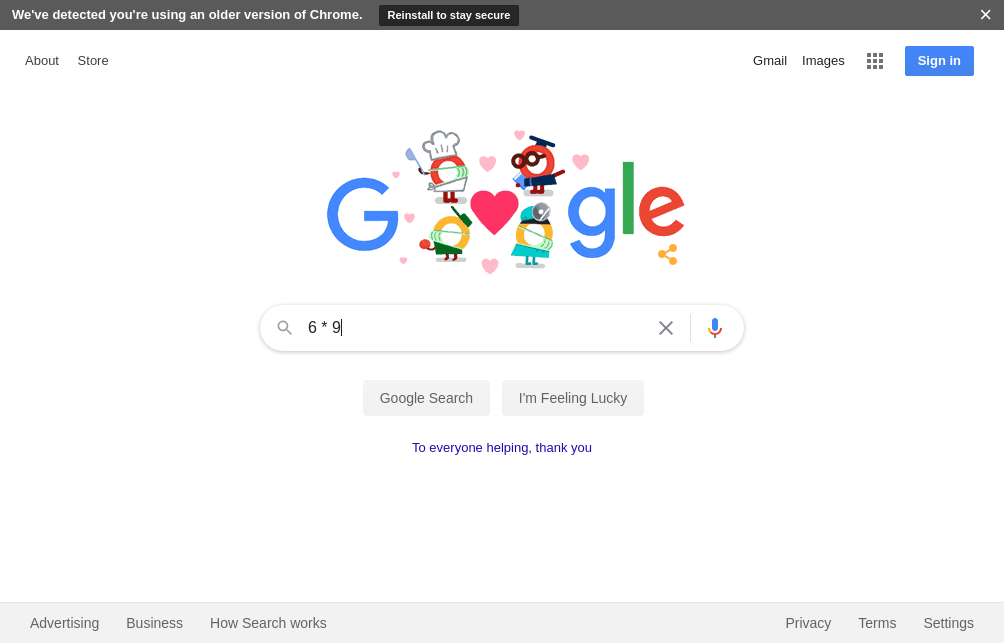 We've detected you're using an older version of Chrome. Reinstall to stay secure
About Store Gmail Images Sign in
Google
6 * 9
Google Search I'm Feeling Lucky
To everyone helping, thank you
Advertising Business How Search works Privacy Terms Settings